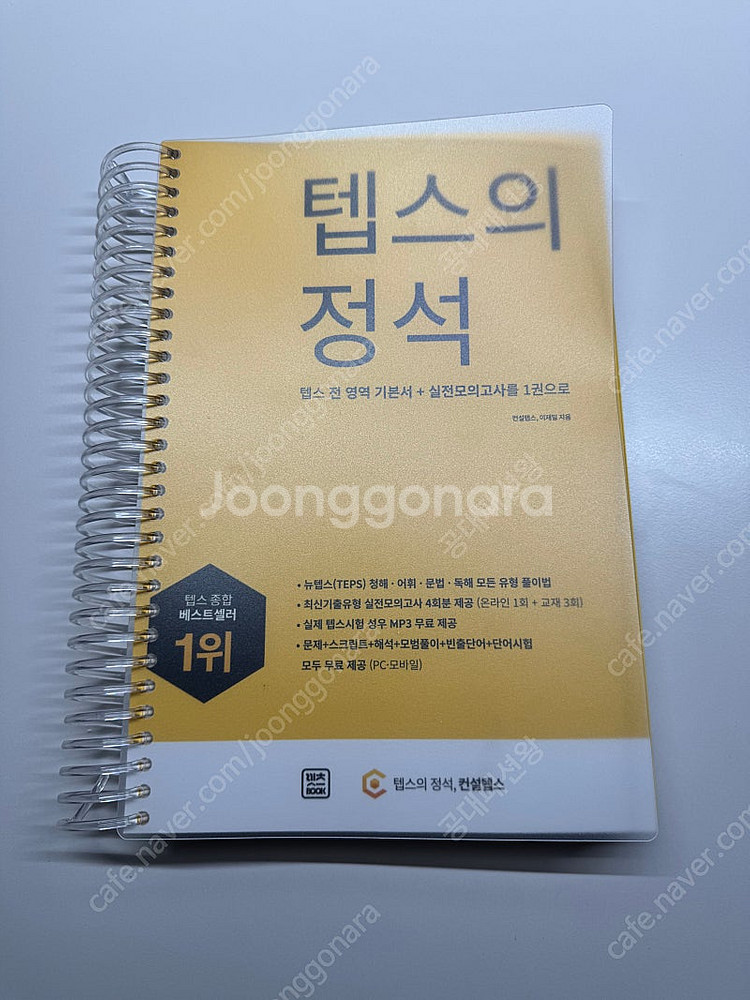 텝스의
정석
텝스 전 영역 기본서 + 실전모의고사를 1권으로
컨설텝스, 이재일 지음
Joonggonara
• 뉴텝스(TEPS) 청해 · 어휘 · 문법 · 독해 모든 유형 풀이법
• 최신기출유형 실전모의고사 4회분 제공 (온라인 1회 + 교재 3회)
• 실제 텝스시험 성우 MP3 무료 제공
• 문제+스크립트+해석+모범풀이+빈출단어+단어시험
모두 무료 제공 (PC·모바일)
텝스 종합
베스트셀러
1위
BOOK
텝스의 정석, 컨설텝스
cafe.naver.com/joonggonara